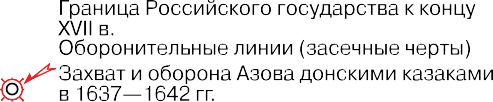 Граница Российского государства к концу
XVII в.
Оборонительные линии (засечные черты)
Захват и оборона Азова донскими казаками
в 1637—1642 гг.